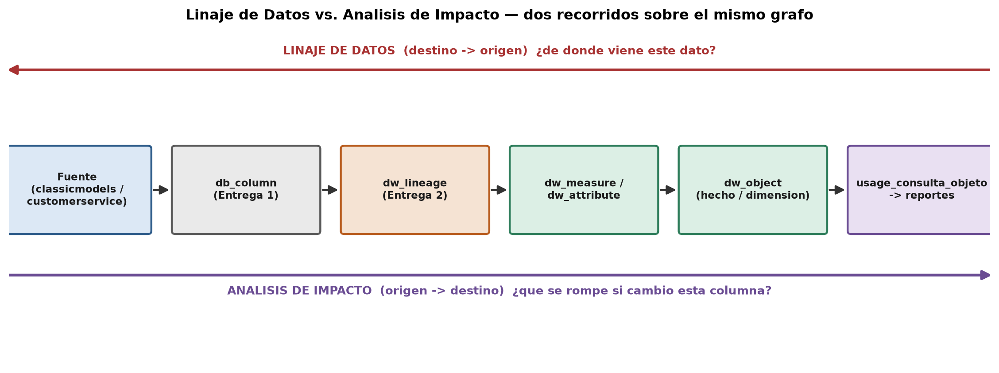 Linaje de Datos vs. Analisis de Impacto — dos recorridos sobre el mismo grafo
LINAJE DE DATOS (destino -> origen) ¿de donde viene este dato?
Fuente
(classicmodels /
customerservice)
db_column
(Entrega 1)
dw_lineage
(Entrega 2)
dw_measure /
dw_attribute
dw_object
(hecho / dimension)
usage_consulta_objeto
-> reportes
ANALISIS DE IMPACTO (origen -> destino) ¿que se rompe si cambio esta columna?